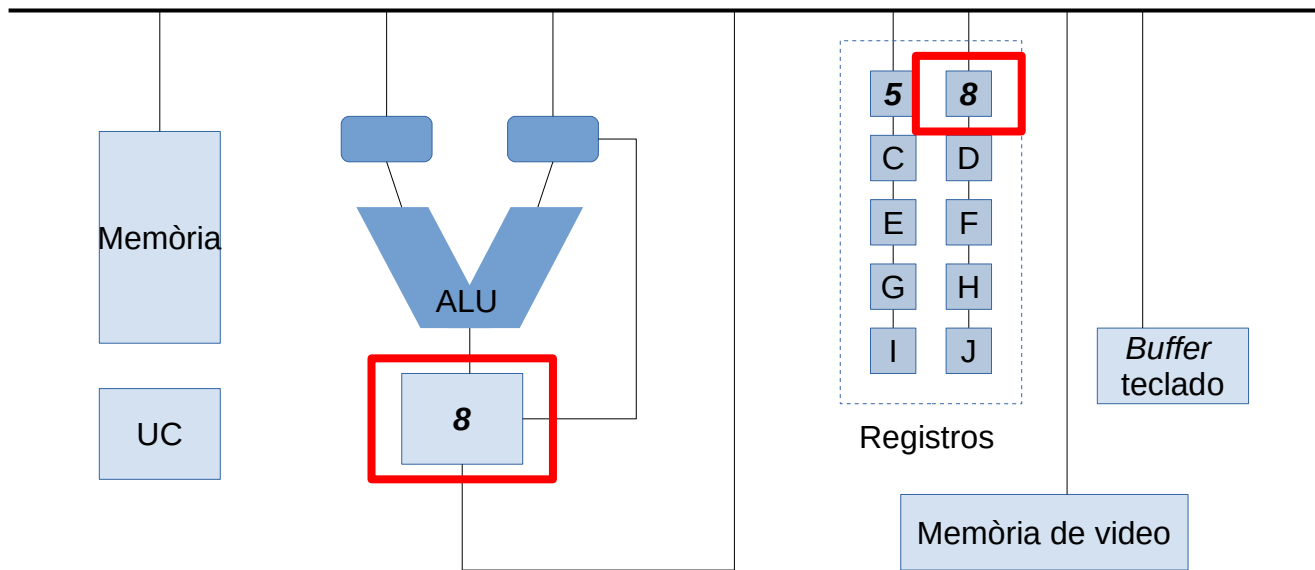 5 8
C D
Memòria
E F
ALU
G H
I J
Buffer
teclado
8
UC
Registros
Memòria de video